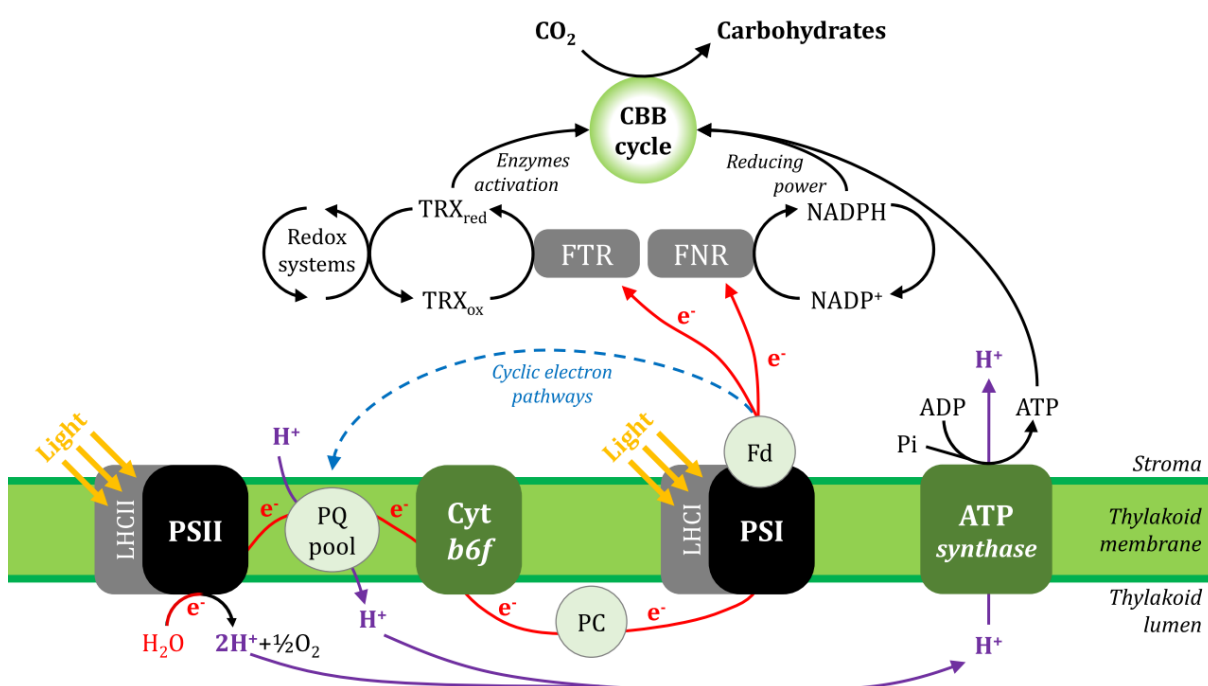 CO₂ Carbohydrates
CBB
cycle
Enzymes
activation
Reducing
power
TRXred
NADPH
Redox
systems
FTR
FNR
TRXox
NADP⁺
e⁻
e⁻
Cyclic electron
pathways
H⁺
ADP
ATP
Pi
Light
H⁺
Light
Fd
Stroma
LHCII
PSII
e⁻
PQ
pool
e⁻
Cyt
b6f
LHCI
PSI
ATP
synthase
Thylakoid
membrane
e⁻
H₂O
2H⁺+½O₂
H⁺
e⁻
PC
e⁻
H⁺
Thylakoid
lumen